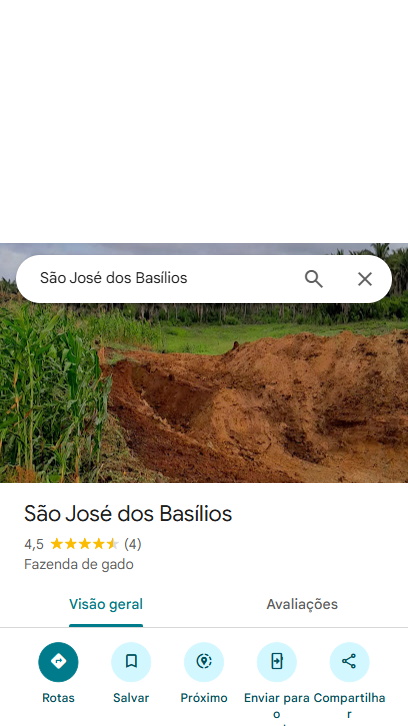 São José dos Basílios
São José dos Basílios
4,5 (4)
Fazenda de gado
Visão geral Avaliações
Rotas Salvar Próximo Enviar para o Compartilhar